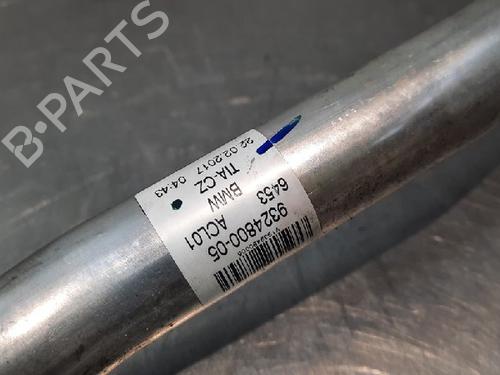 B-PARTS
22.02.2017 04:43
TIA-CZ
6453 BMW
9324800-05 ACL01